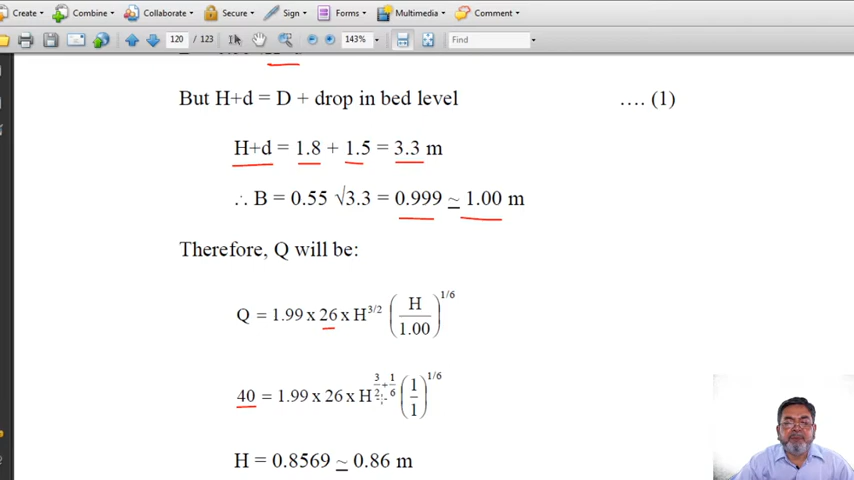 Create Combine Collaborate Secure Sign Forms Multimedia Comment
120 / 123 143% Find
But H+d = D + drop in bed level …. (1)
H+d = 1.8 + 1.5 = 3.3 m
∴ B = 0.55 √3.3 = 0.999 ~ 1.00 m
Therefore, Q will be:
Q = 1.99 x 26 x H^{3/2} (H/1.00)^{1/6}
40 = 1.99 x 26 x H^{3/2+1/6} (1/1)^{1/6}
H = 0.8569 ~ 0.86 m